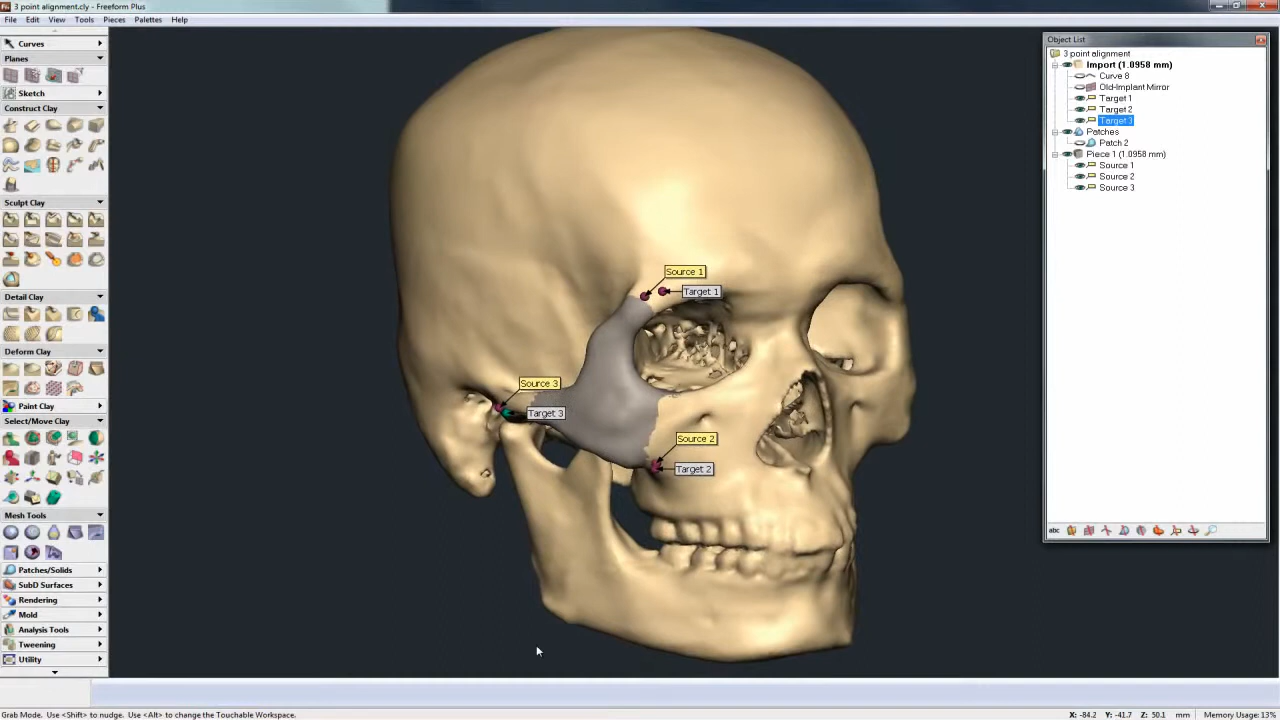 3 point alignment.cly - Freeform Plus
File Edit View Tools Pieces Palettes Help
Curves
Planes
Sketch
Construct Clay
Sculpt Clay
Detail Clay
Deform Clay
Paint Clay
Select/Move Clay
Mesh Tools
Patches/Solids
SubD Surfaces
Rendering
Mold
Analysis Tools
Tweening
Utility
Source 1
Target 1
Source 3
Target 3
Source 2
Target 2
Object List
3 point alignment
Import (1.0958 mm)
Curve 8
Old-Implant Mirror
Target 1
Target 2
Target 3
Patches
Patch 2
Piece 1 (1.0958 mm)
Source 1
Source 2
Source 3
abc
Grab Mode. Use <Shift> to nudge. Use <Alt> to change the Touchable Workspace.
X: -84.2 Y: -41.7 Z: 50.1 mm Memory Usage: 13%